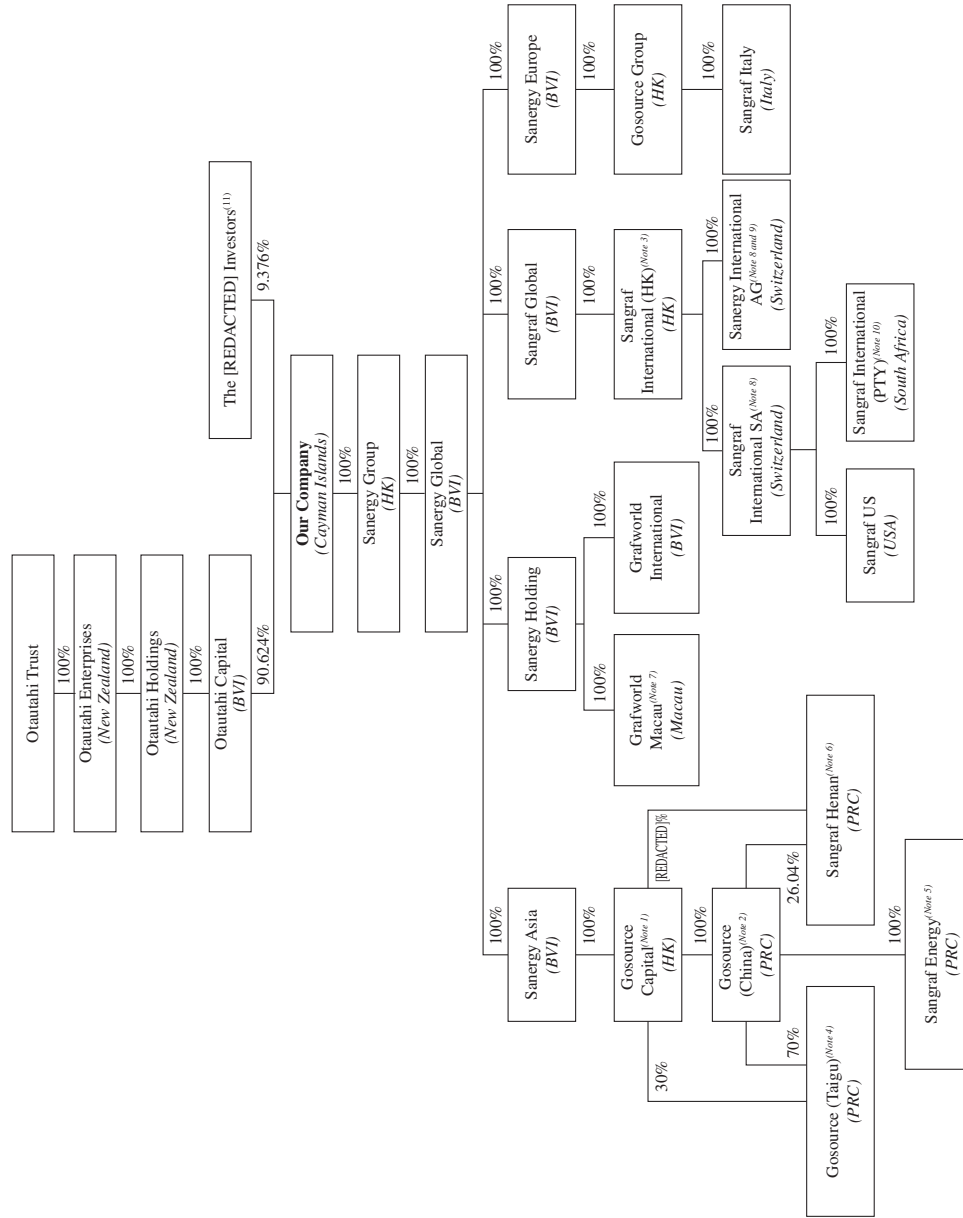 Otautahi Trust
100%
Otautahi Enterprises
(New Zealand)
100%
Otautahi Holdings
(New Zealand)
100%
Otautahi Capital
(BVI)
The [REDACTED] Investors(11)
90.624%
9.376%
Our Company
(Cayman Islands)
100%
Sanergy Group
(HK)
100%
Sanergy Global
(BVI)
100%
100%
100%
100%
Sanergy Asia
(BVI)
Sanergy Holding
(BVI)
Sangraf Global
(BVI)
Sanergy Europe
(BVI)
100%
100%
100%
100%
100%
Gosource
Capital(Note 1)
(HK)
Grafworld
Macau(Note 7)
(Macau)
Grafworld
International
(BVI)
Sangraf
International (HK)(Note 3)
(HK)
Gosource Group
(HK)
30%
100%
[REDACTED]%
100%
100%
100%
Gosource
(China)(Note 2)
(PRC)
Sangraf
International SA(Note 8)
(Switzerland)
Sanergy International
AG(Note 8 and 9)
(Switzerland)
Sangraf Italy
(Italy)
70%
26.04%
100%
100%
Gosource (Taigu)(Note 4)
(PRC)
Sangraf Henan(Note 6)
(PRC)
Sangraf US
(USA)
Sangraf International
(PTY)(Note 10)
(South Africa)
100%
Sangraf Energy(Note 5)
(PRC)